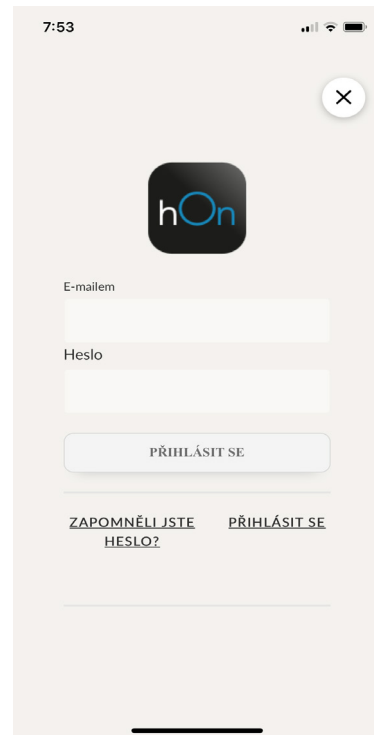 7:53
hOn
E-mailem
Heslo
PŘIHLÁSIT SE
ZAPOMNĚLI JSTE
HESLO?
PŘIHLÁSIT SE